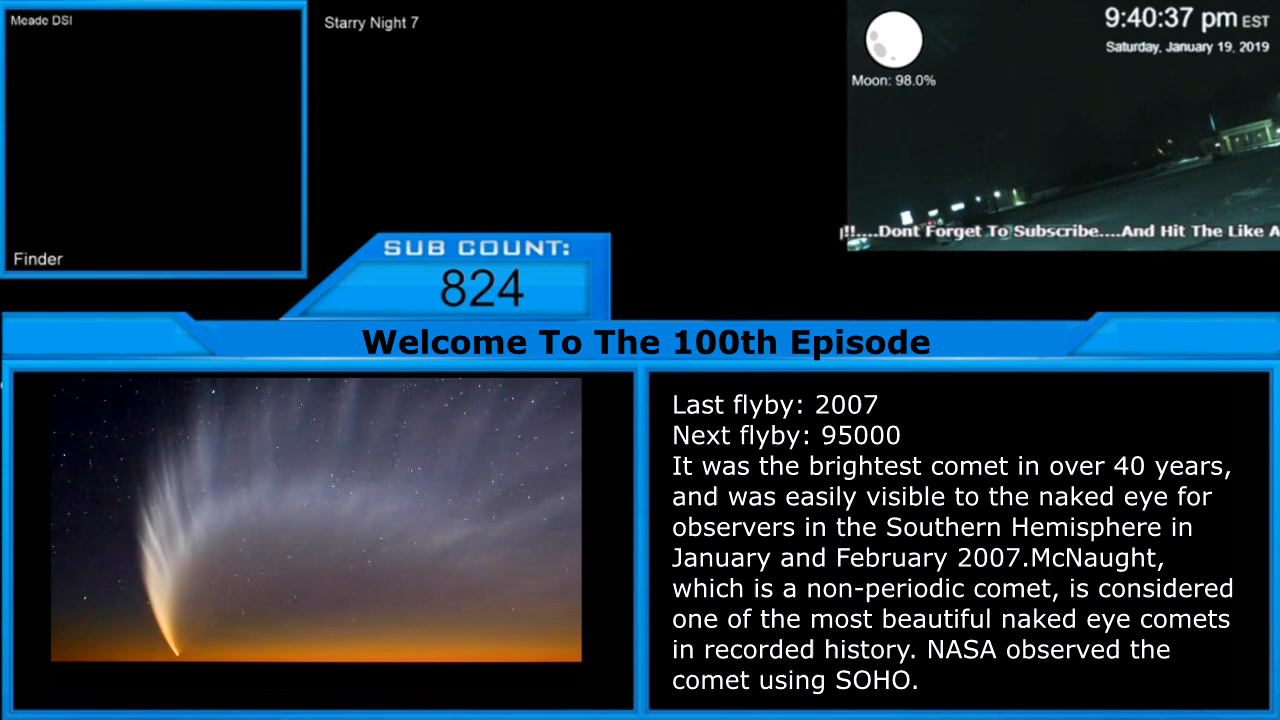 Meade DSI
Finder
Starry Night 7
9:40:37 pm EST
Saturday, January 19, 2019
Moon: 98.0%
!!....Dont Forget To Subscribe....And Hit The Like
SUB COUNT:
824
Welcome To The 100th Episode
Last flyby: 2007
Next flyby: 95000
It was the brightest comet in over 40 years,
and was easily visible to the naked eye for
observers in the Southern Hemisphere in
January and February 2007.McNaught,
which is a non-periodic comet, is considered
one of the most beautiful naked eye comets
in recorded history. NASA observed the
comet using SOHO.